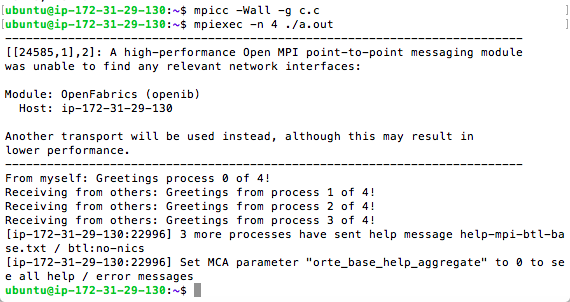 [ubuntu@ip-172-31-29-130:~$ mpicc -Wall -g c.c ]
[ubuntu@ip-172-31-29-130:~$ mpiexec -n 4 ./a.out ]
--------------------------------------------------------------------------
[[24585,1],2]: A high-performance Open MPI point-to-point messaging module
was unable to find any relevant network interfaces:
Module: OpenFabrics (openib)
  Host: ip-172-31-29-130
Another transport will be used instead, although this may result in
lower performance.
--------------------------------------------------------------------------
From myself: Greetings process 0 of 4!
Receiving from others: Greetings from process 1 of 4!
Receiving from others: Greetings from process 2 of 4!
Receiving from others: Greetings from process 3 of 4!
[ip-172-31-29-130:22996] 3 more processes have sent help message help-mpi-btl-ba
se.txt / btl:no-nics
[ip-172-31-29-130:22996] Set MCA parameter "orte_base_help_aggregate" to 0 to se
e all help / error messages
ubuntu@ip-172-31-29-130:~$